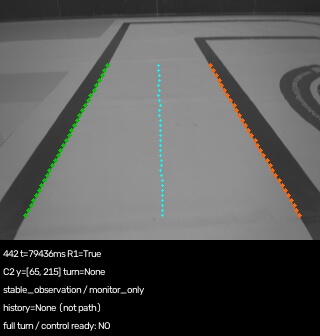 442 t=79436ms R1=True
C2 y=[65, 215] turn=None
stable_observation / monitor_only
history=None (not path)
full turn / control ready: NO